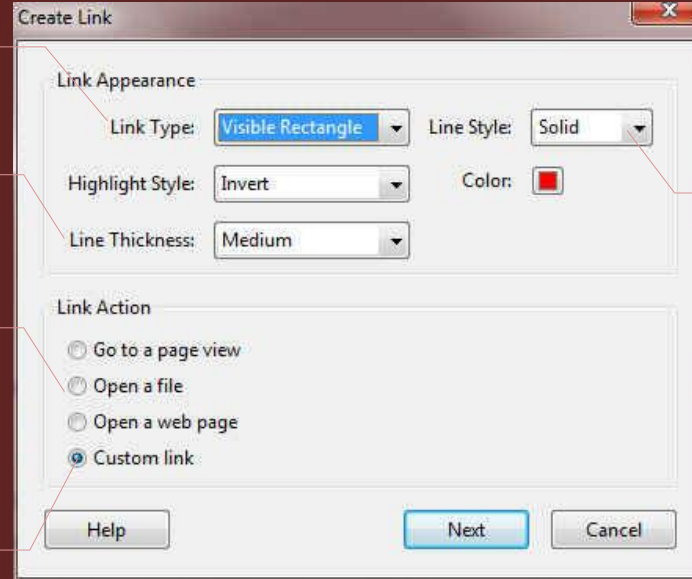 Create Link
Link Appearance
Link Type: Visible Rectangle Line Style: Solid
Highlight Style: Invert Color:
Line Thickness: Medium
Link Action
Go to a page view
Open a file
Open a web page
Custom link
Help Next Cancel